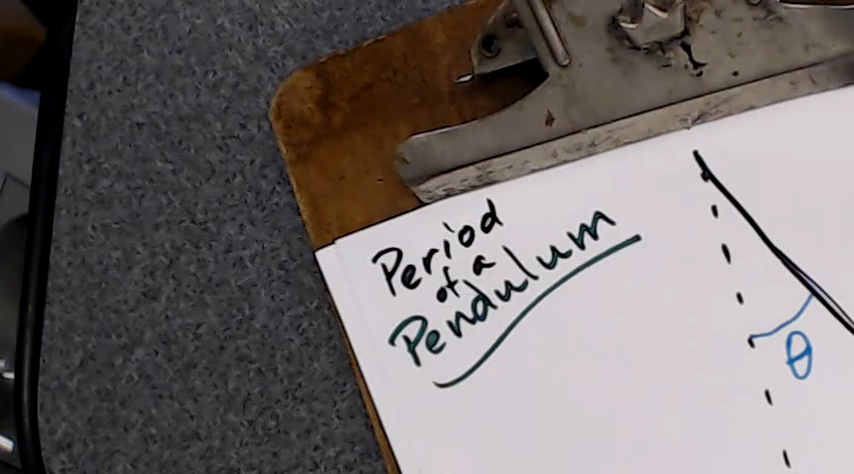 Period
of a
Pendulum
θ